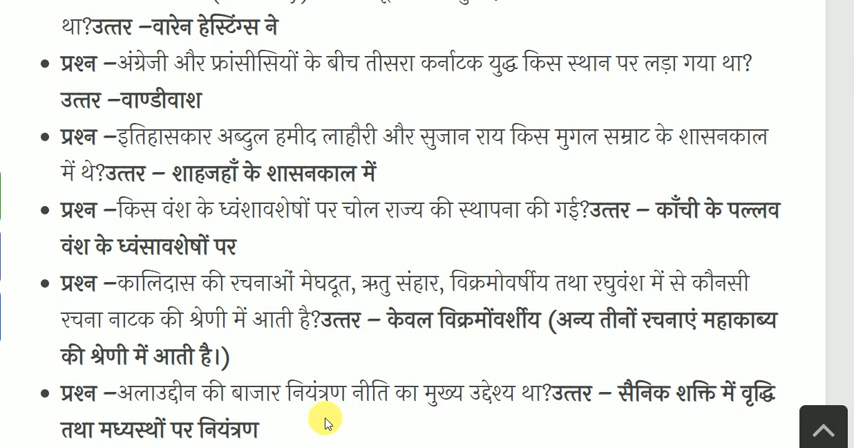 था?उत्तर –वारेन हेस्टिंग्स ने
प्रश्न –अंग्रेजी और फ्रांसीसियों के बीच तीसरा कर्नाटक युद्ध किस स्थान पर लड़ा गया था?
उत्तर –वाण्डीवाश
प्रश्न –इतिहासकार अब्दुल हमीद लाहौरी और सुजान राय किस मुगल सम्राट के शासनकाल
में थे?उत्तर – शाहजहाँ के शासनकाल में
प्रश्न –किस वंश के ध्वंशावशेषों पर चोल राज्य की स्थापना की गई?उत्तर – काँची के पल्लव
वंश के ध्वंसावशेषों पर
प्रश्न –कालिदास की रचनाओं मेघदूत, ऋतु संहार, विक्रमोवर्षीय तथा रघुवंश में से कौनसी
रचना नाटक की श्रेणी में आती है?उत्तर – केवल विक्रमोंवर्शीय (अन्य तीनों रचनाएं महाकाब्य
की श्रेणी में आती है।)
प्रश्न –अलाउद्दीन की बाजार नियंत्रण नीति का मुख्य उद्देश्य था?उत्तर – सैनिक शक्ति में वृद्धि
तथा मध्यस्थों पर नियंत्रण